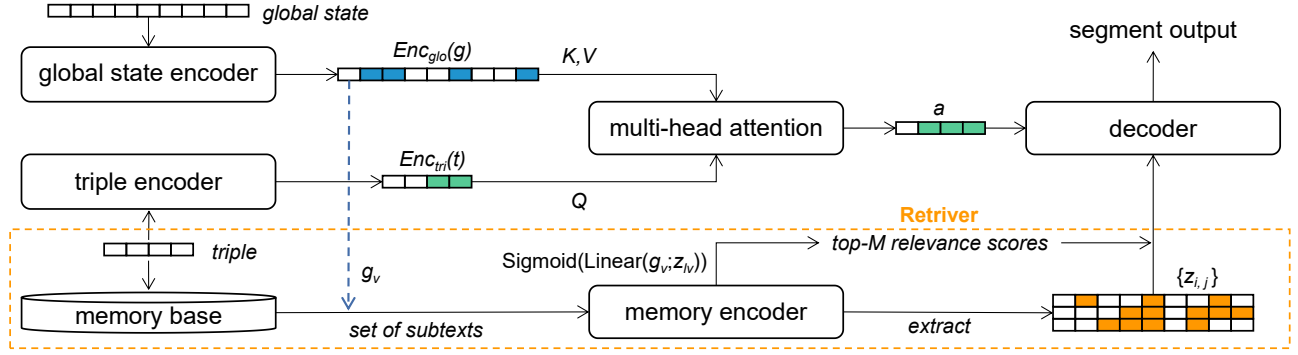 global state
segment output
global state encoder
Enc_glo(g)
K,V
multi-head attention
a
decoder
triple encoder
Enc_tri(t)
Q
Retriver
triple
g_v
Sigmoid(Linear(g_v;z_lv))
top-M relevance scores
{z_i, j}
memory base
set of subtexts
memory encoder
extract